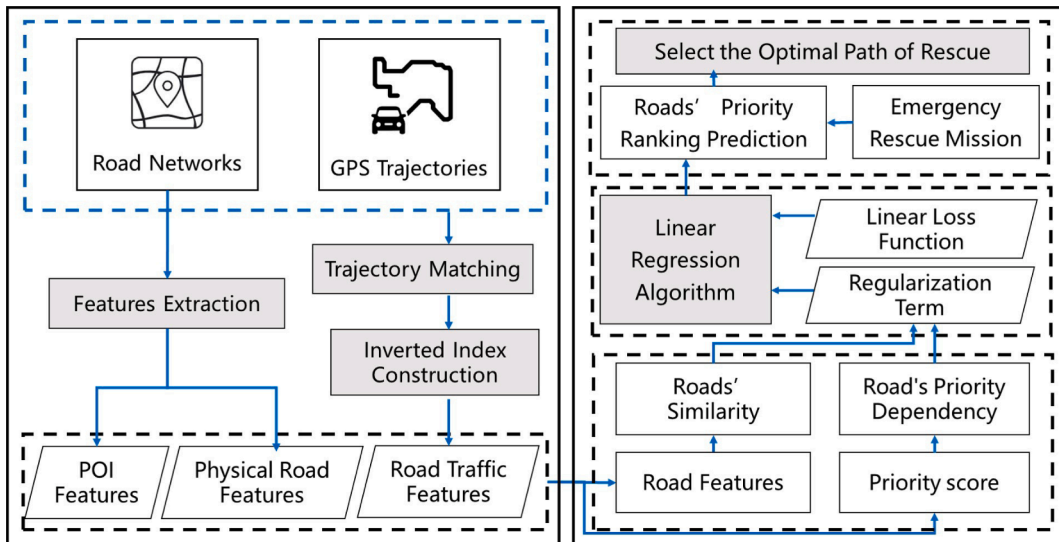 Road Networks
GPS Trajectories
Features Extraction
Trajectory Matching
Inverted Index
Construction
POI
Features
Physical Road
Features
Road Traffic
Features
Select the Optimal Path of Rescue
Roads' Priority
Ranking Prediction
Emergency
Rescue Mission
Linear
Regression
Algorithm
Linear Loss
Function
Regularization
Term
Roads'
Similarity
Road's Priority
Dependency
Road Features
Priority score